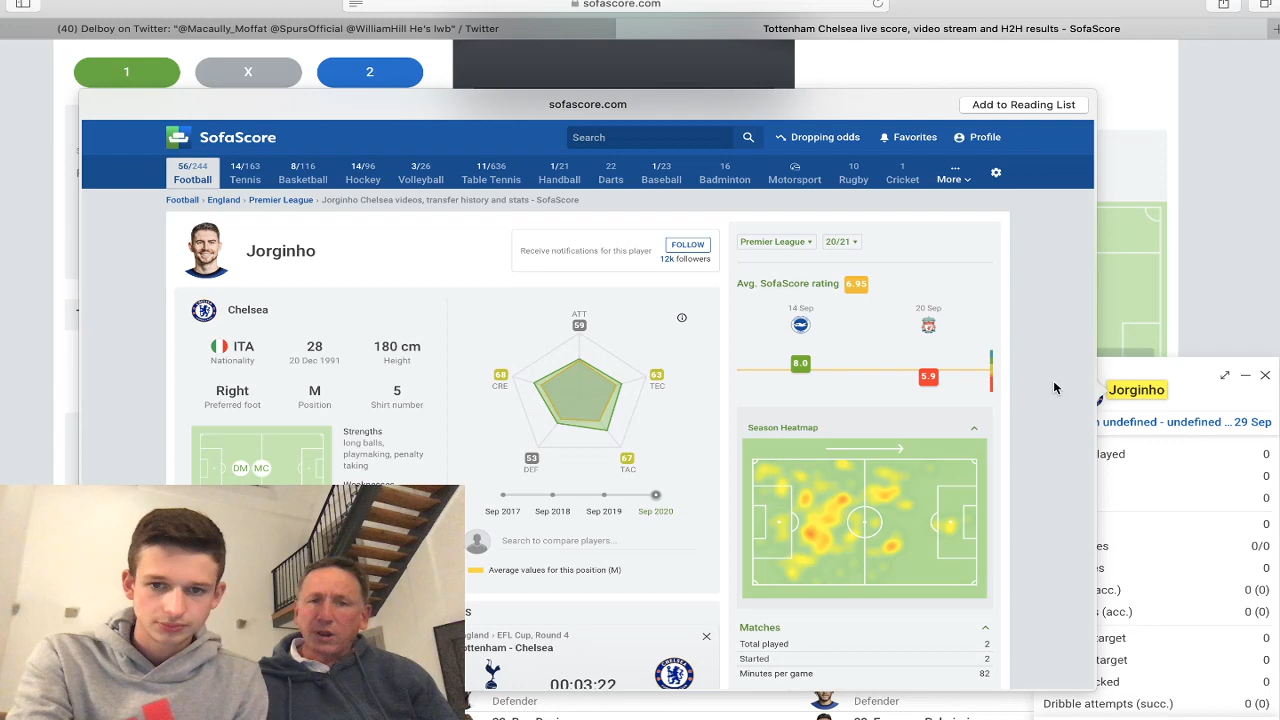 sofascore.com
(40) Delboy on Twitter: "@Macaully_Moffat @SpursOfficial @WilliamHill He's lwb" / Twitter
Tottenham Chelsea live score, video stream and H2H results - SofaScore
1 X 2
sofascore.com
Add to Reading List
SofaScore
Search
Dropping odds
Favorites
Profile
56/244 14/163 8/116 14/96 3/26 11/636 1/21 22 1/23 16 10 1 ...
Football Tennis Basketball Hockey Volleyball Table Tennis Handball Darts Baseball Badminton Motorsport Rugby Cricket More
Football › England › Premier League › Jorginho Chelsea videos, transfer history and stats - SofaScore
Jorginho
Receive notifications for this player
FOLLOW
12k followers
Chelsea
ITA 28 180 cm
Nationality 20 Dec 1991 Height
Right M 5
Preferred foot Position Shirt number
DM MC
Strengths
long balls,
playmaking, penalty
taking
ATT
59
68
CRE
63
TEC
53
DEF
67
TAC
Sep 2017 Sep 2018 Sep 2019 Sep 2020
Search to compare players...
Average values for this position (M)
EFL Cup, Round 4
- Chelsea
00:03:22
Premier League 20/21
Avg. SofaScore rating 6.95
14 Sep 20 Sep
8.0
5.9
Season Heatmap
Matches
Total played 2
Started 2
Minutes per game 82
Defender
Defender
Jorginho
undefined - undefined ... 29 Sep
0
0
0
0/0
0
0 (0)
0 (0)
0
0
0
Dribble attempts (succ.) 0 (0)